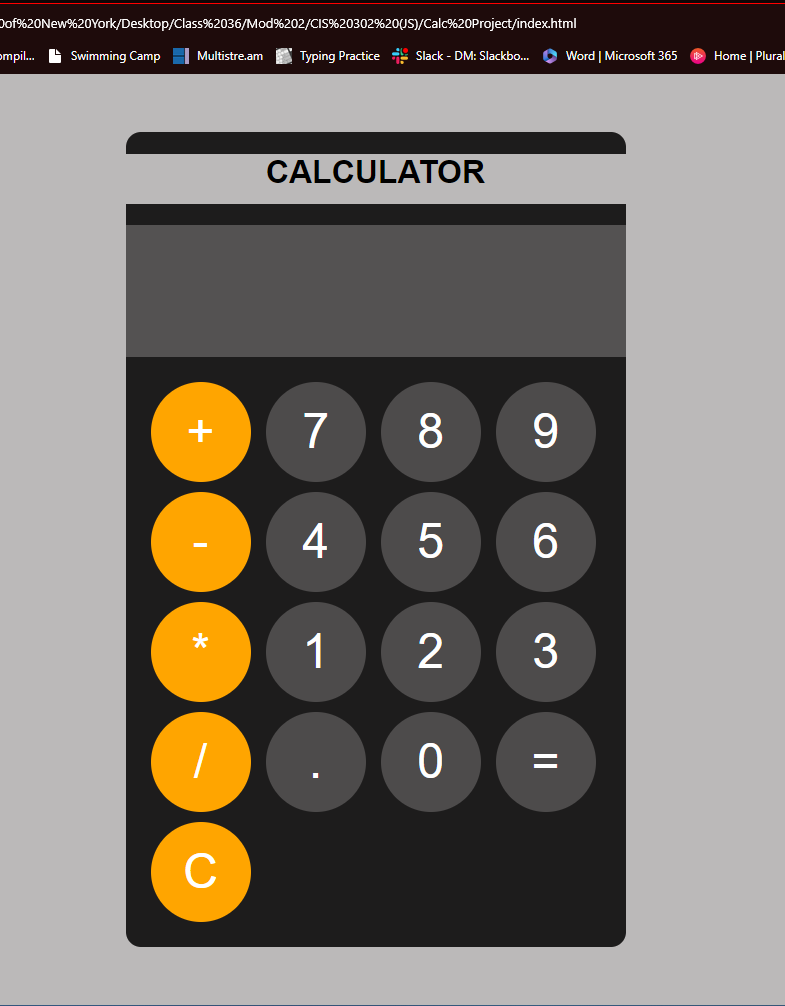 0of%20New%20York/Desktop/Class%2036/Mod%202/CIS%20302%20(JS)/Calc%20Project/index.html
ompil... Swimming Camp Multistre.am Typing Practice Slack - DM: Slackbo... Word | Microsoft 365 Home | Plural
CALCULATOR
+ 7 8 9
- 4 5 6
* 1 2 3
/ . 0 =
C